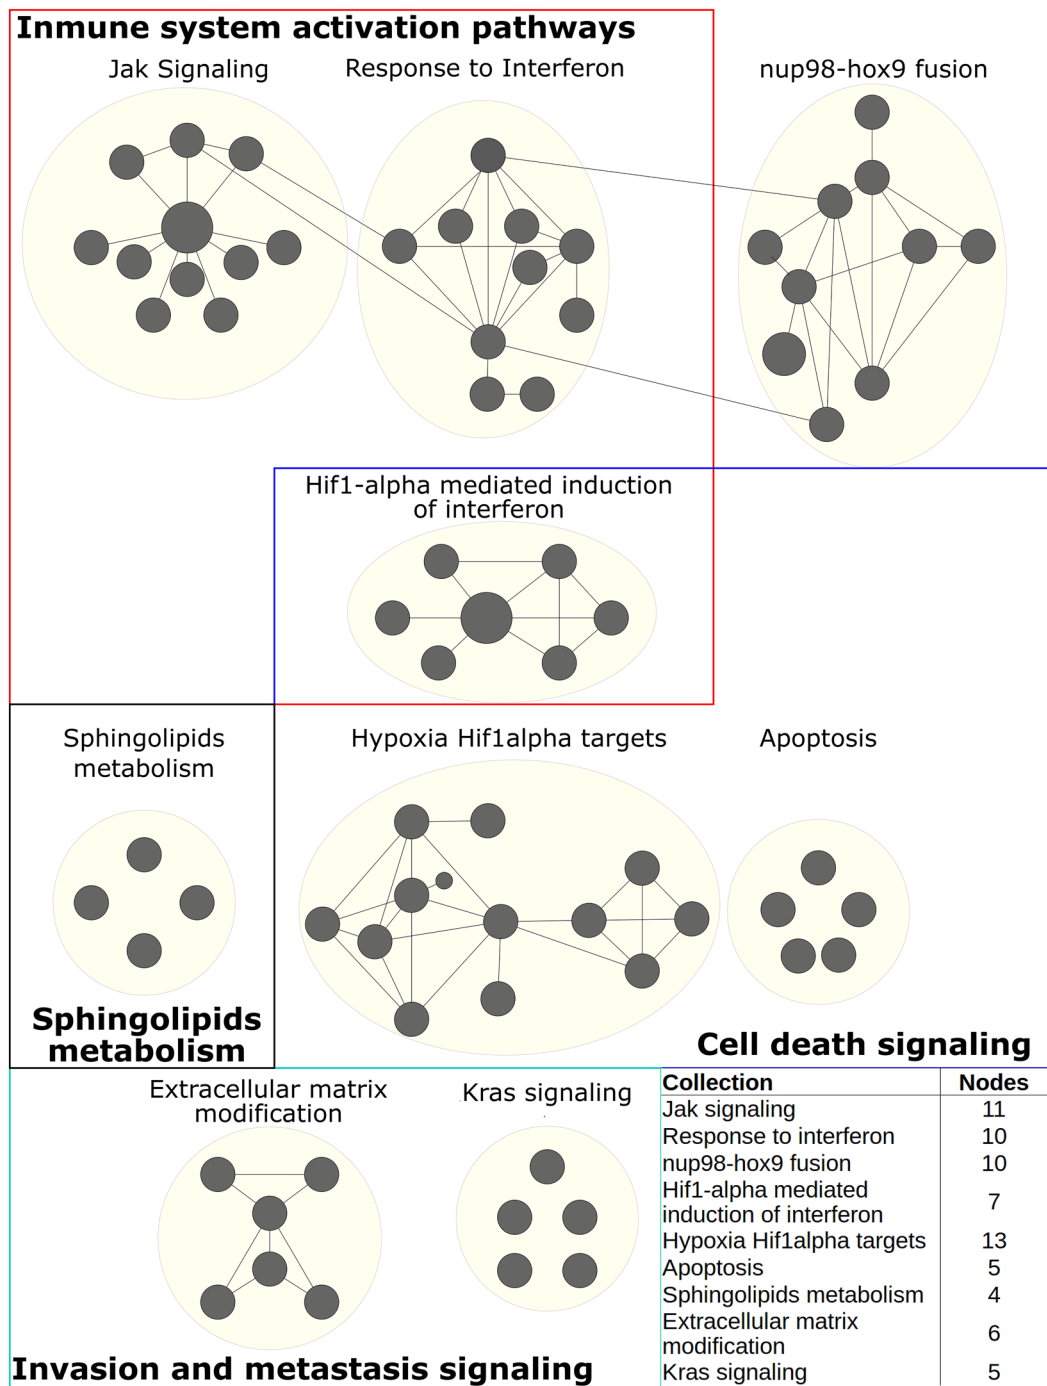 Inmune system activation pathways
Jak Signaling
Response to Interferon
nup98-hox9 fusion
Hif1-alpha mediated induction
of interferon
Sphingolipids
metabolism
Hypoxia Hif1alpha targets
Apoptosis
Sphingolipids
metabolism
Cell death signaling
Extracellular matrix
modification
Kras signaling
Collection Nodes
Jak signaling 11
Response to interferon 10
nup98-hox9 fusion 10
Hif1-alpha mediated
induction of interferon 7
Hypoxia Hif1alpha targets 13
Apoptosis 5
Sphingolipids metabolism 4
Extracellular matrix
modification 6
Kras signaling 5
Invasion and metastasis signaling